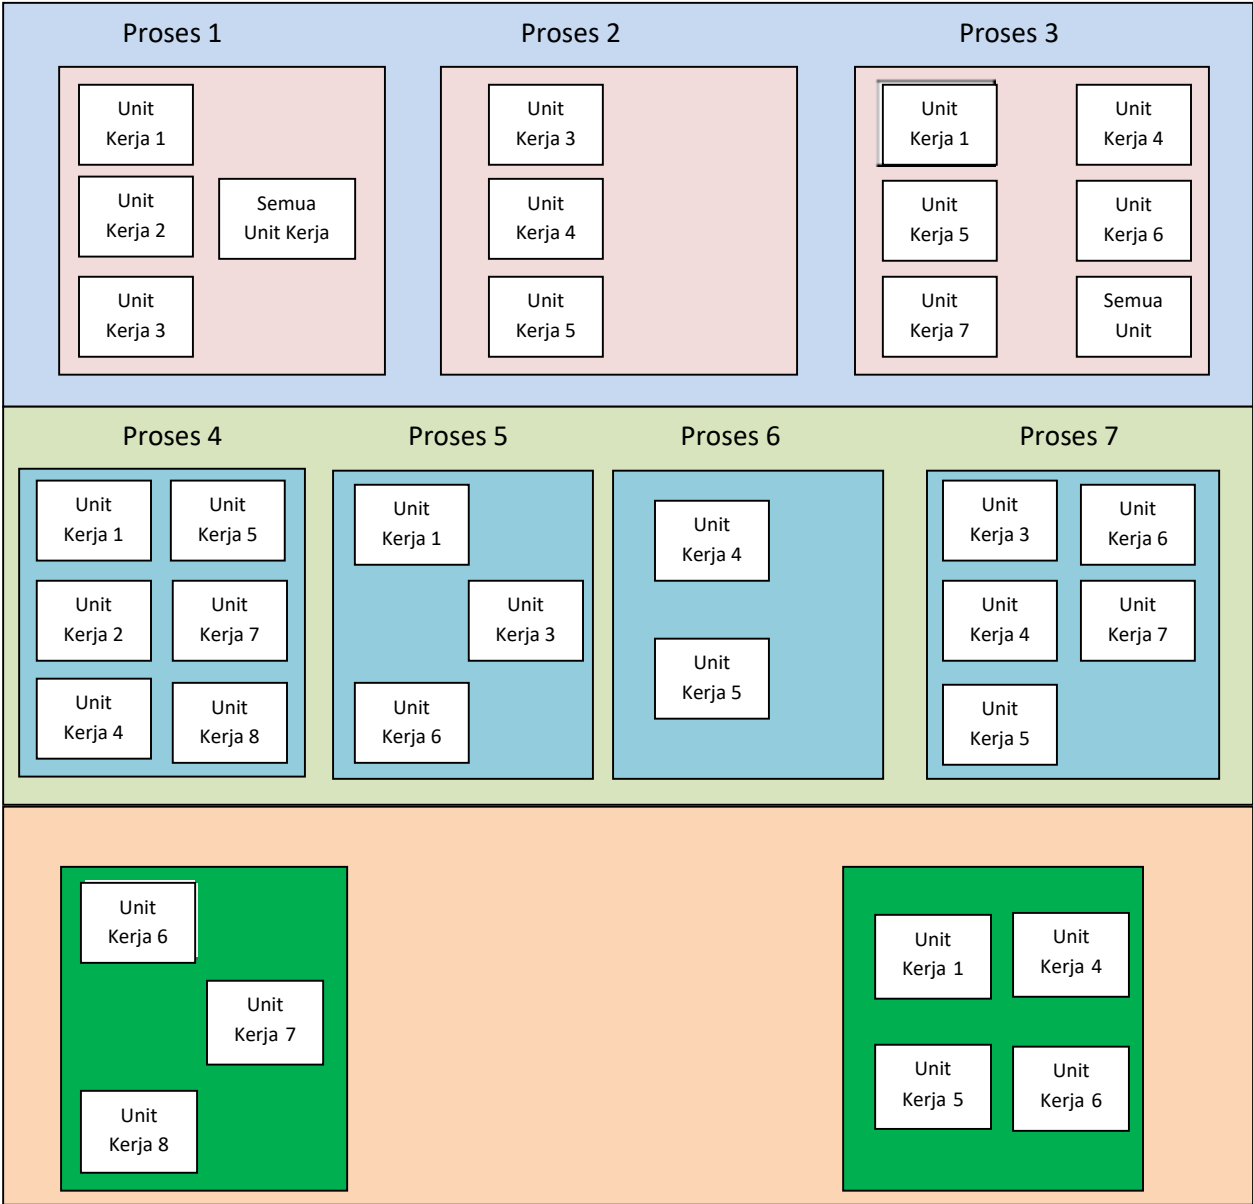 Proses 1
Unit
Kerja 1
Unit
Kerja 2
Semua
Unit Kerja
Unit
Kerja 3
Proses 2
Unit
Kerja 3
Unit
Kerja 4
Unit
Kerja 5
Proses 3
Unit
Kerja 1
Unit
Kerja 4
Unit
Kerja 5
Unit
Kerja 6
Unit
Kerja 7
Semua
Unit
Proses 4
Unit
Kerja 1
Unit
Kerja 5
Unit
Kerja 2
Unit
Kerja 7
Unit
Kerja 4
Unit
Kerja 8
Proses 5
Unit
Kerja 1
Unit
Kerja 3
Unit
Kerja 6
Proses 6
Unit
Kerja 4
Unit
Kerja 5
Proses 7
Unit
Kerja 3
Unit
Kerja 6
Unit
Kerja 4
Unit
Kerja 7
Unit
Kerja 5
Unit
Kerja 6
Unit
Kerja 7
Unit
Kerja 8
Unit
Kerja 1
Unit
Kerja 4
Unit
Kerja 5
Unit
Kerja 6